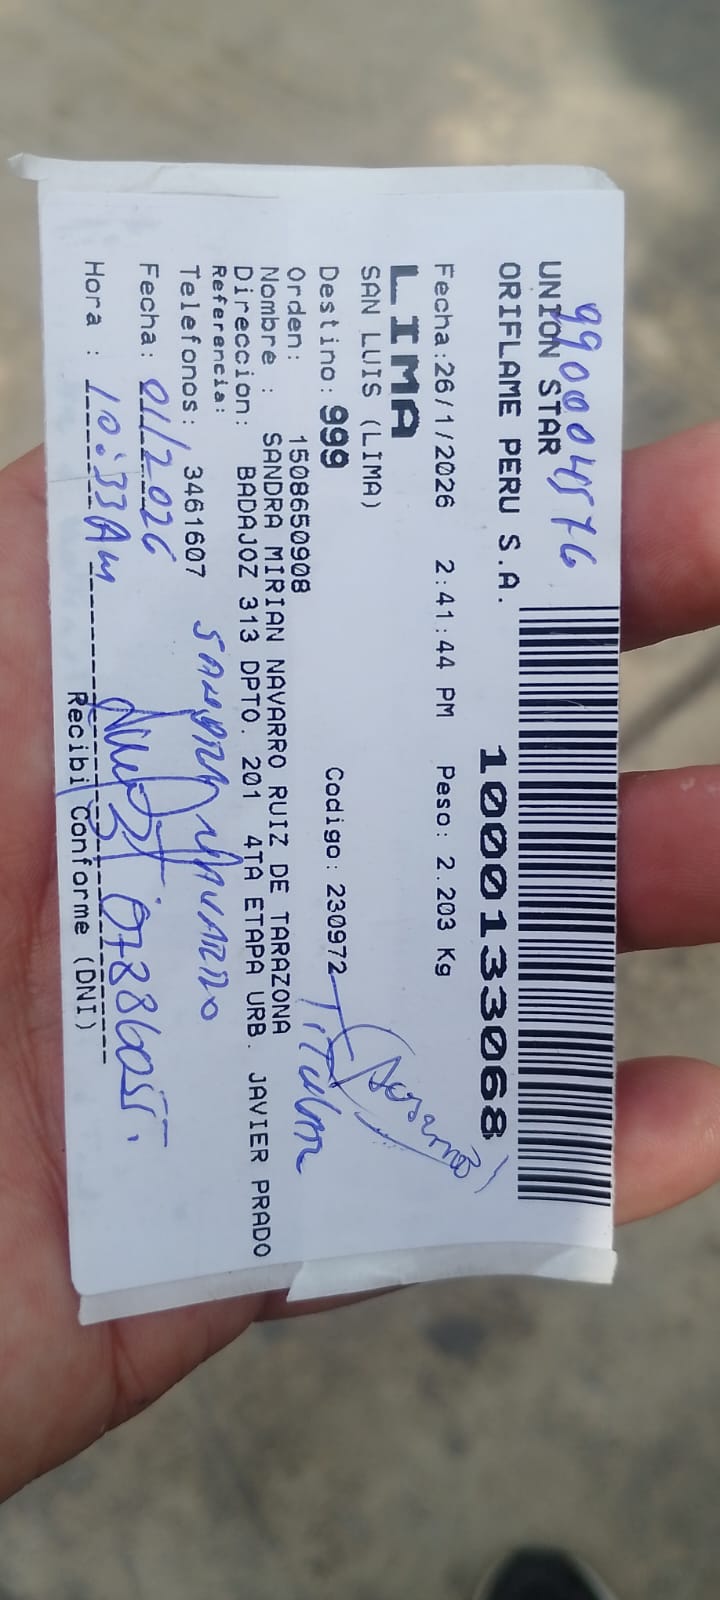 990004576
UNION STAR
ORIFLAME PERU S.A.
1000133068
Fecha:26/1/2026 2:41:44 PM Peso: 2.203 Kg
LIMA
SAN LUIS (LIMA)
Destino: 999 Codigo: 230972
Titular
Orden: 1508650908
Nombre : SANDRA MIRIAN NAVARRO RUIZ DE TARAZONA
Direccion: BADAJOZ 313 DPTO. 201 4TA ETAPA URB. JAVIER PRADO
Referencia:
Telefonos: 3461607
SANDRA NAVARRO
Fecha: 01/2026
Hora : 10:33 Am
Recibi Conforme (DNI)